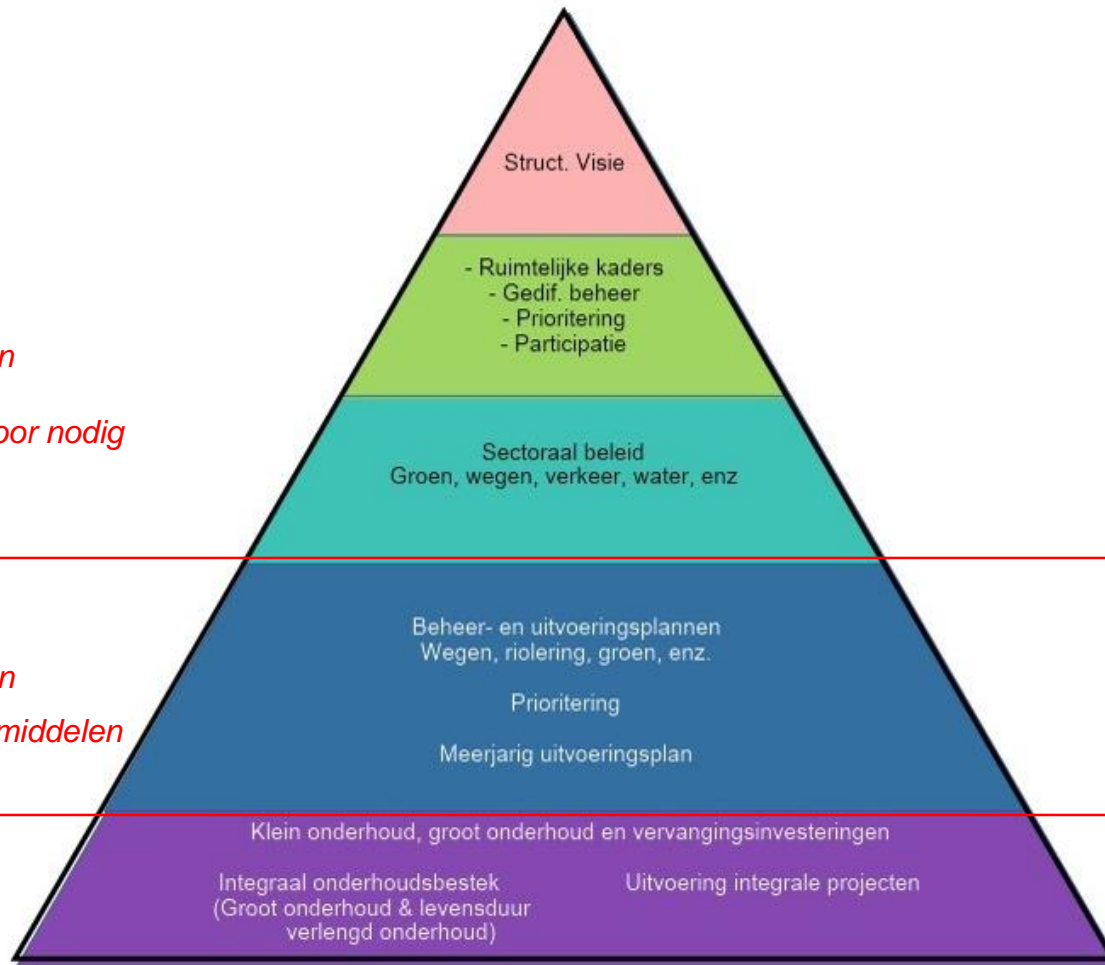 Struct. Visie
- Ruimtelijke kaders
- Gedif. beheer
- Prioritering
- Participatie
n
oor nodig
Sectoraal beleid
Groen, wegen, verkeer, water, enz
Beheer- en uitvoeringsplannen
Wegen, riolering, groen, enz.
n
Prioritering
middelen
Meerjarig uitvoeringsplan
Klein onderhoud, groot onderhoud en vervangingsinvesteringen
Integraal onderhoudsbestek
(Groot onderhoud & levensduur
verlengd onderhoud)
Uitvoering integrale projecten